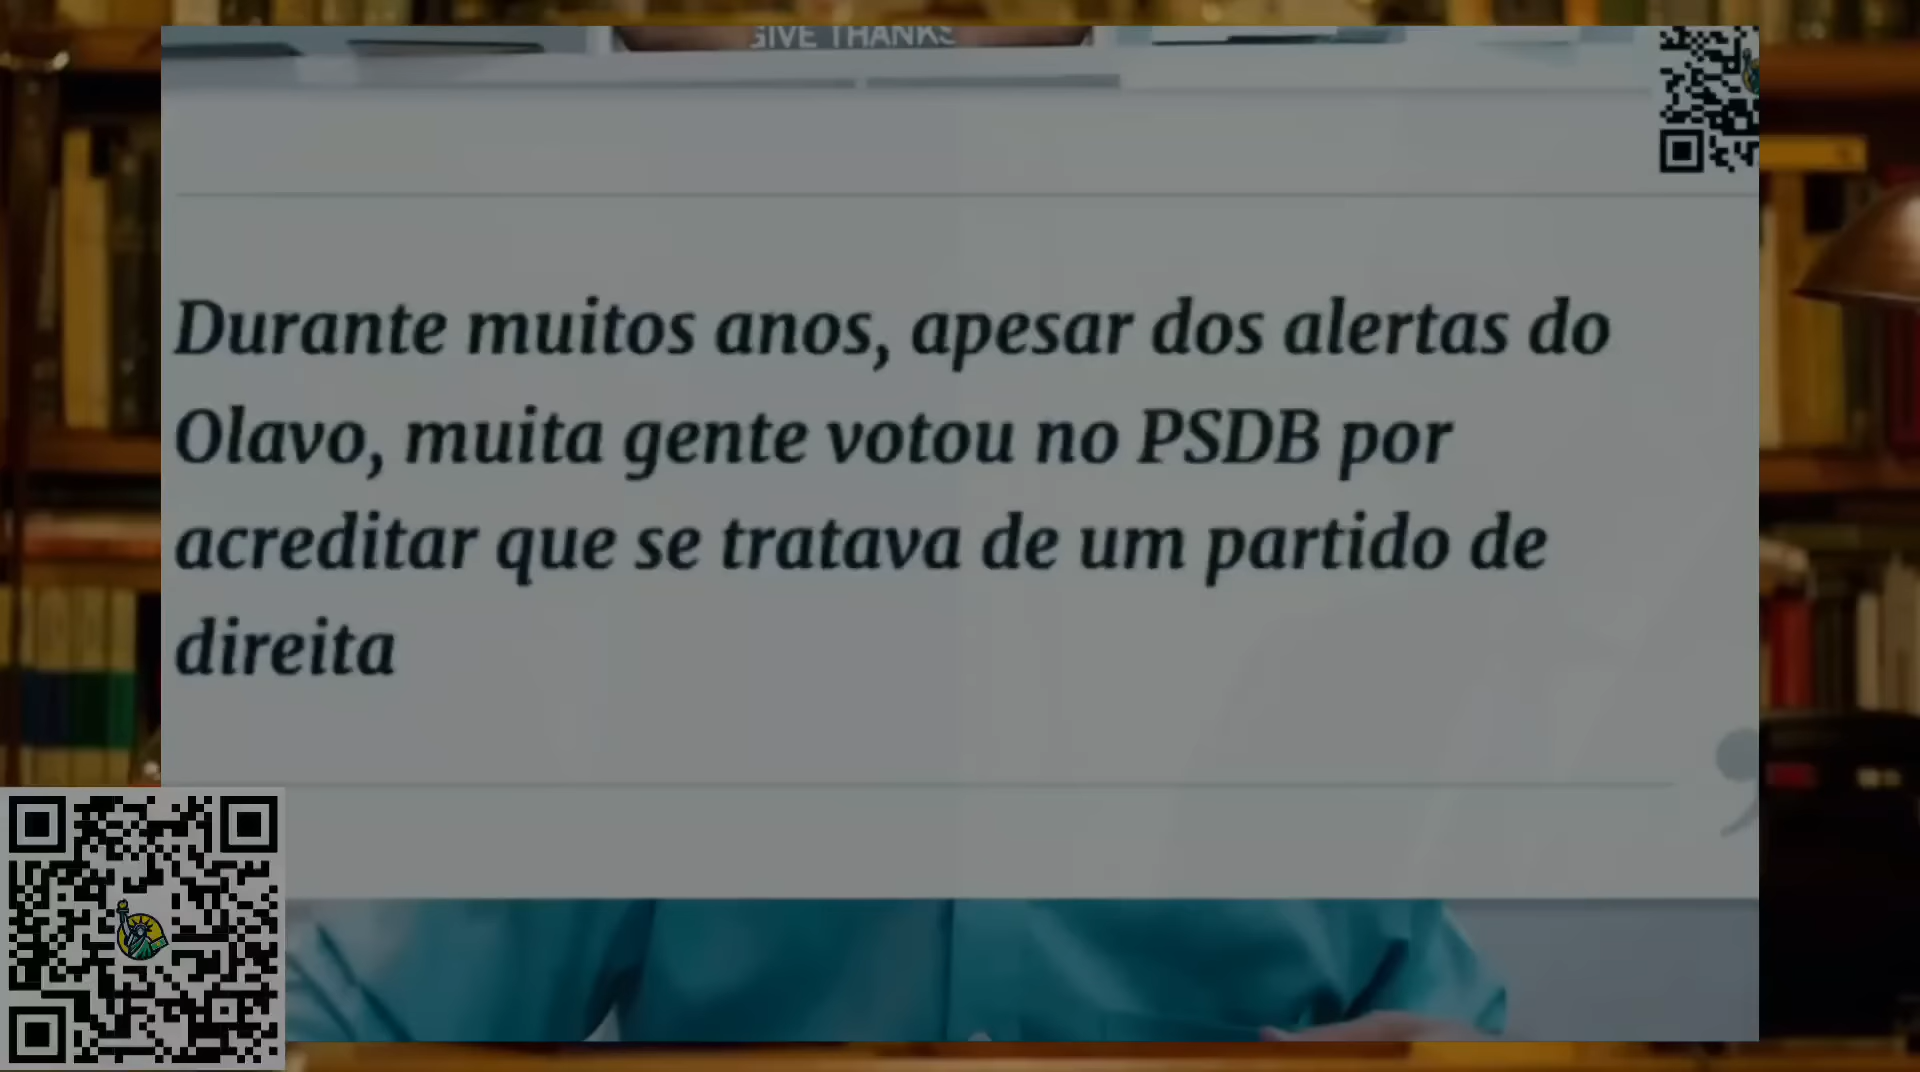 GIVE THANKS
Durante muitos anos, apesar dos alertas do
Olavo, muita gente votou no PSDB por
acreditar que se tratava de um partido de
direita